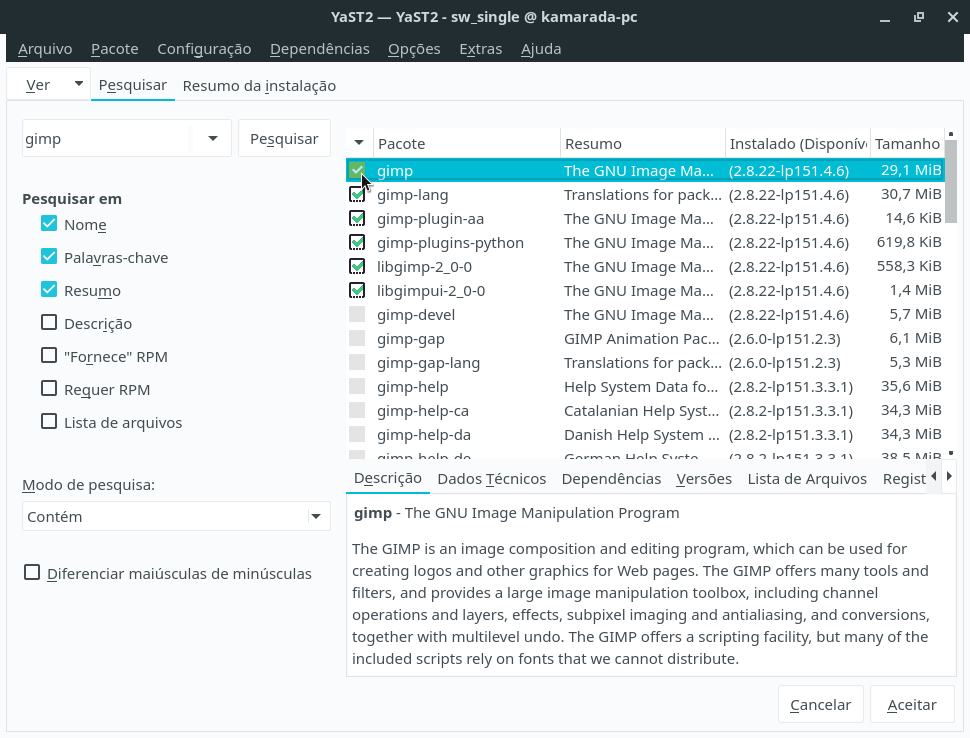 YaST2 — YaST2 - sw_single @ kamarada-pc
Arquivo Pacote Configuração Dependências Opções Extras Ajuda
Ver Pesquisar Resumo da instalação
gimp Pesquisar
Pesquisar em
Nome
Palavras-chave
Resumo
Descrição
"Fornece" RPM
Requer RPM
Lista de arquivos
Modo de pesquisa:
Contém
Diferenciar maiúsculas de minúsculas
Pacote Resumo Instalado (Disponív Tamanho
gimp The GNU Image Ma... (2.8.22-lp151.4.6) 29,1 MiB
gimp-lang Translations for pack... (2.8.22-lp151.4.6) 30,7 MiB
gimp-plugin-aa The GNU Image Ma... (2.8.22-lp151.4.6) 14,6 KiB
gimp-plugins-python The GNU Image Ma... (2.8.22-lp151.4.6) 619,8 KiB
libgimp-2_0-0 The GNU Image Ma... (2.8.22-lp151.4.6) 558,3 KiB
libgimpui-2_0-0 The GNU Image Ma... (2.8.22-lp151.4.6) 1,4 MiB
gimp-devel The GNU Image Ma... (2.8.22-lp151.4.6) 5,7 MiB
gimp-gap GIMP Animation Pac... (2.6.0-lp151.2.3) 6,1 MiB
gimp-gap-lang Translations for pack... (2.6.0-lp151.2.3) 5,3 MiB
gimp-help Help System Data fo... (2.8.2-lp151.3.3.1) 35,6 MiB
gimp-help-ca Catalanian Help Syst... (2.8.2-lp151.3.3.1) 34,3 MiB
gimp-help-da Danish Help System ... (2.8.2-lp151.3.3.1) 34,3 MiB
gimp-help-de German Help Syste... (2.8.2-lp151.3.3.1) 38,5 MiB
Descrição Dados Técnicos Dependências Versões Lista de Arquivos Regist
gimp - The GNU Image Manipulation Program
The GIMP is an image composition and editing program, which can be used for
creating logos and other graphics for Web pages. The GIMP offers many tools and
filters, and provides a large image manipulation toolbox, including channel
operations and layers, effects, subpixel imaging and antialiasing, and conversions,
together with multilevel undo. The GIMP offers a scripting facility, but many of the
included scripts rely on fonts that we cannot distribute.
Cancelar Aceitar